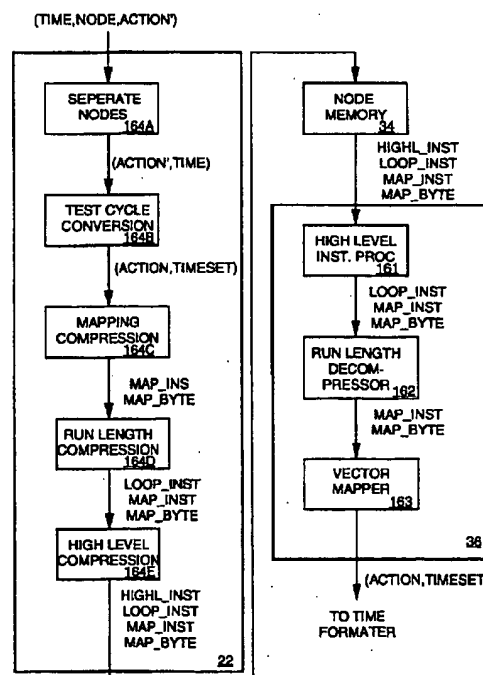 (TIME,NODE,ACTION')
SEPERATE
NODES
164A
(ACTION',TIME)
TEST CYCLE
CONVERSION
164B
(ACTION,TIMESET)
MAPPING
COMPRESSION
164C
MAP_INS
MAP_BYTE
RUN LENGTH
COMPRESSION
164D
LOOP_INST
MAP_INST
MAP_BYTE
HIGH LEVEL
COMPRESSION
164E
HIGHL_INST
LOOP_INST
MAP_INST
MAP_BYTE
22
NODE
MEMORY
34
HIGHL_INST
LOOP_INST
MAP_INST
MAP_BYTE
HIGH LEVEL
INST. PROC
161
LOOP_INST
MAP_INST
MAP_BYTE
RUN LENGTH
DECOM-
PRESSOR
162
MAP_INST
MAP_BYTE
VECTOR
MAPPER
163
36
(ACTION,TIMESET
TO TIME
FORMATER